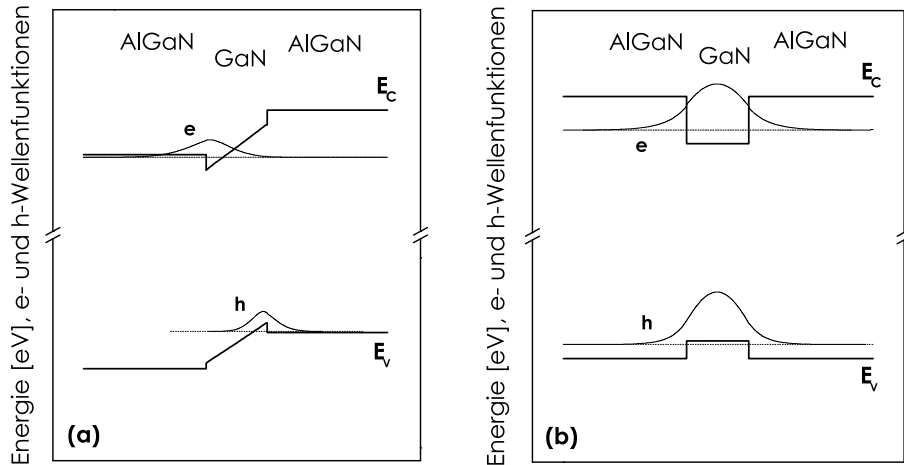 Energie [eV], e- und h-Wellenfunktionen
AlGaN
GaN
AlGaN
E_C
e
h
E_V
(a)
Energie [eV], e- und h-Wellenfunktionen
AlGaN
GaN
AlGaN
E_C
e
h
E_V
(b)